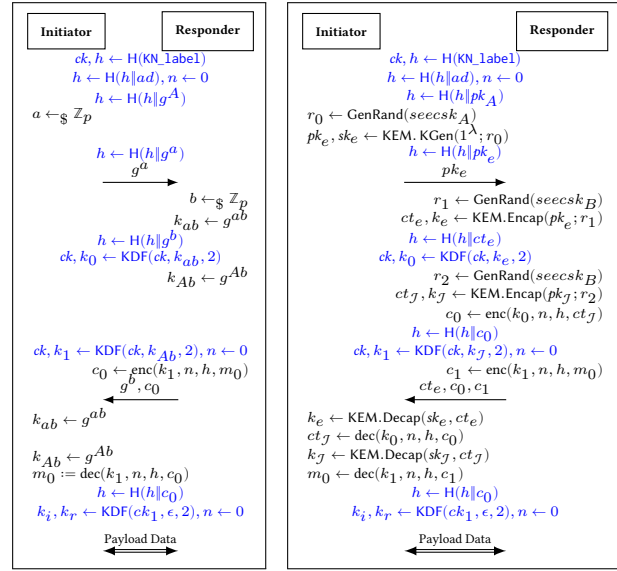 Initiator Responder
ck, h ← H(KN_label)
h ← H(h∥ad), n ← 0
h ← H(h∥g^A)
a ←$ ℤ_p
h ← H(h∥g^a)
g^a
b ←$ ℤ_p
k_ab ← g^ab
h ← H(h∥g^b)
ck, k_0 ← KDF(ck, k_ab, 2)
k_Ab ← g^Ab
ck, k_1 ← KDF(ck, k_Ab, 2), n ← 0
c_0 ← enc(k_1, n, h, m_0)
g^b, c_0
k_ab ← g^ab
k_Ab ← g^Ab
m_0 := dec(k_1, n, h, c_0)
h ← H(h∥c_0)
k_i, k_r ← KDF(ck_1, ϵ, 2), n ← 0
Payload Data
Initiator Responder
ck, h ← H(KN_label)
h ← H(h∥ad), n ← 0
h ← H(h∥pk_A)
r_0 ← GenRand(seecsk_A)
pk_e, sk_e ← KEM.KGen(1^λ; r_0)
h ← H(h∥pk_e)
pk_e
r_1 ← GenRand(seecsk_B)
ct_e, k_e ← KEM.Encap(pk_e; r_1)
h ← H(h∥ct_e)
ck, k_0 ← KDF(ck, k_e, 2)
r_2 ← GenRand(seecsk_B)
ct_𝒥, k_𝒥 ← KEM.Encap(pk_𝒥; r_2)
c_0 ← enc(k_0, n, h, ct_𝒥)
h ← H(h∥c_0)
ck, k_1 ← KDF(ck, k_𝒥, 2), n ← 0
c_1 ← enc(k_1, n, h, m_0)
ct_e, c_0, c_1
k_e ← KEM.Decap(sk_e, ct_e)
ct_𝒥 ← dec(k_0, n, h, c_0)
k_𝒥 ← KEM.Decap(sk_𝒥, ct_𝒥)
m_0 ← dec(k_1, n, h, c_1)
h ← H(h∥c_0)
k_i, k_r ← KDF(ck_1, ϵ, 2), n ← 0
Payload Data